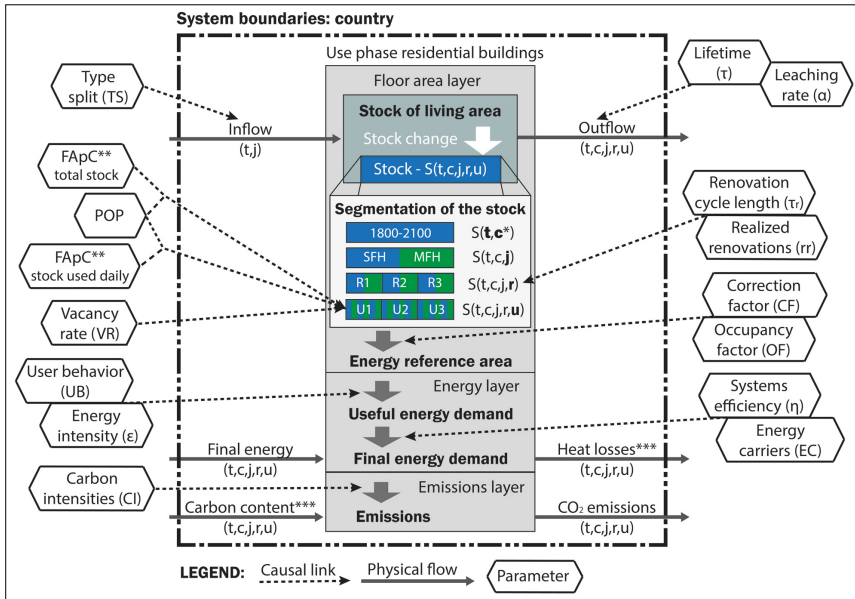 System boundaries: country
Use phase residential buildings
Floor area layer
Stock of living area
Stock change
Stock - S(t,c,j,r,u)
Segmentation of the stock
1800-2100 S(t,c*)
SFH MFH S(t,c,j)
R1 R2 R3 S(t,c,j,r)
U1 U2 U3 S(t,c,j,r,u)
Energy reference area
Energy layer
Useful energy demand
Final energy demand
Emissions layer
Emissions
Type
split (TS)
Inflow
(t,j)
FApC**
total stock
POP
FApC**
stock used daily
Vacancy
rate (VR)
User behavior
(UB)
Energy
intensity (ε)
Final energy
(t,c,j,r,u)
Carbon
intensities (CI)
Carbon content***
(t,c,j,r,u)
Lifetime
(τ)
Leaching
rate (α)
Outflow
(t,c,j,r,u)
Renovation
cycle length (τr)
Realized
renovations (rr)
Correction
factor (CF)
Occupancy
factor (OF)
Systems
efficiency (η)
Energy
carriers (EC)
Heat losses***
(t,c,j,r,u)
CO₂ emissions
(t,c,j,r,u)
LEGEND: Causal link Physical flow Parameter